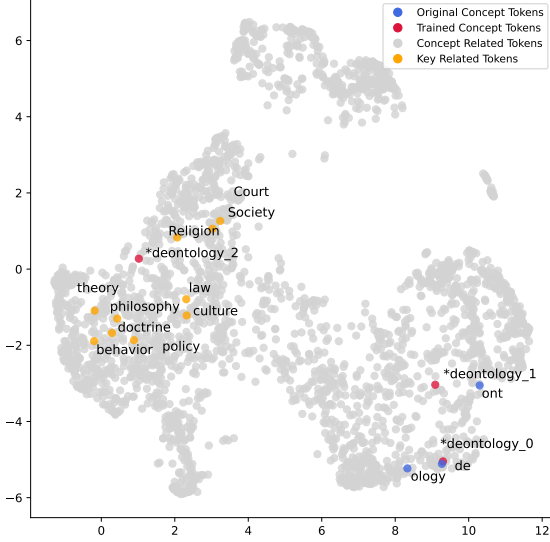 Original Concept Tokens
Trained Concept Tokens
Concept Related Tokens
Key Related Tokens
6
4
2
0
−2
−4
−6
Court
Society
Religion
*deontology_2
theory
law
philosophy
culture
doctrine
behavior
policy
*deontology_1
ont
*deontology_0
de
ology
0
2
4
6
8
10
12